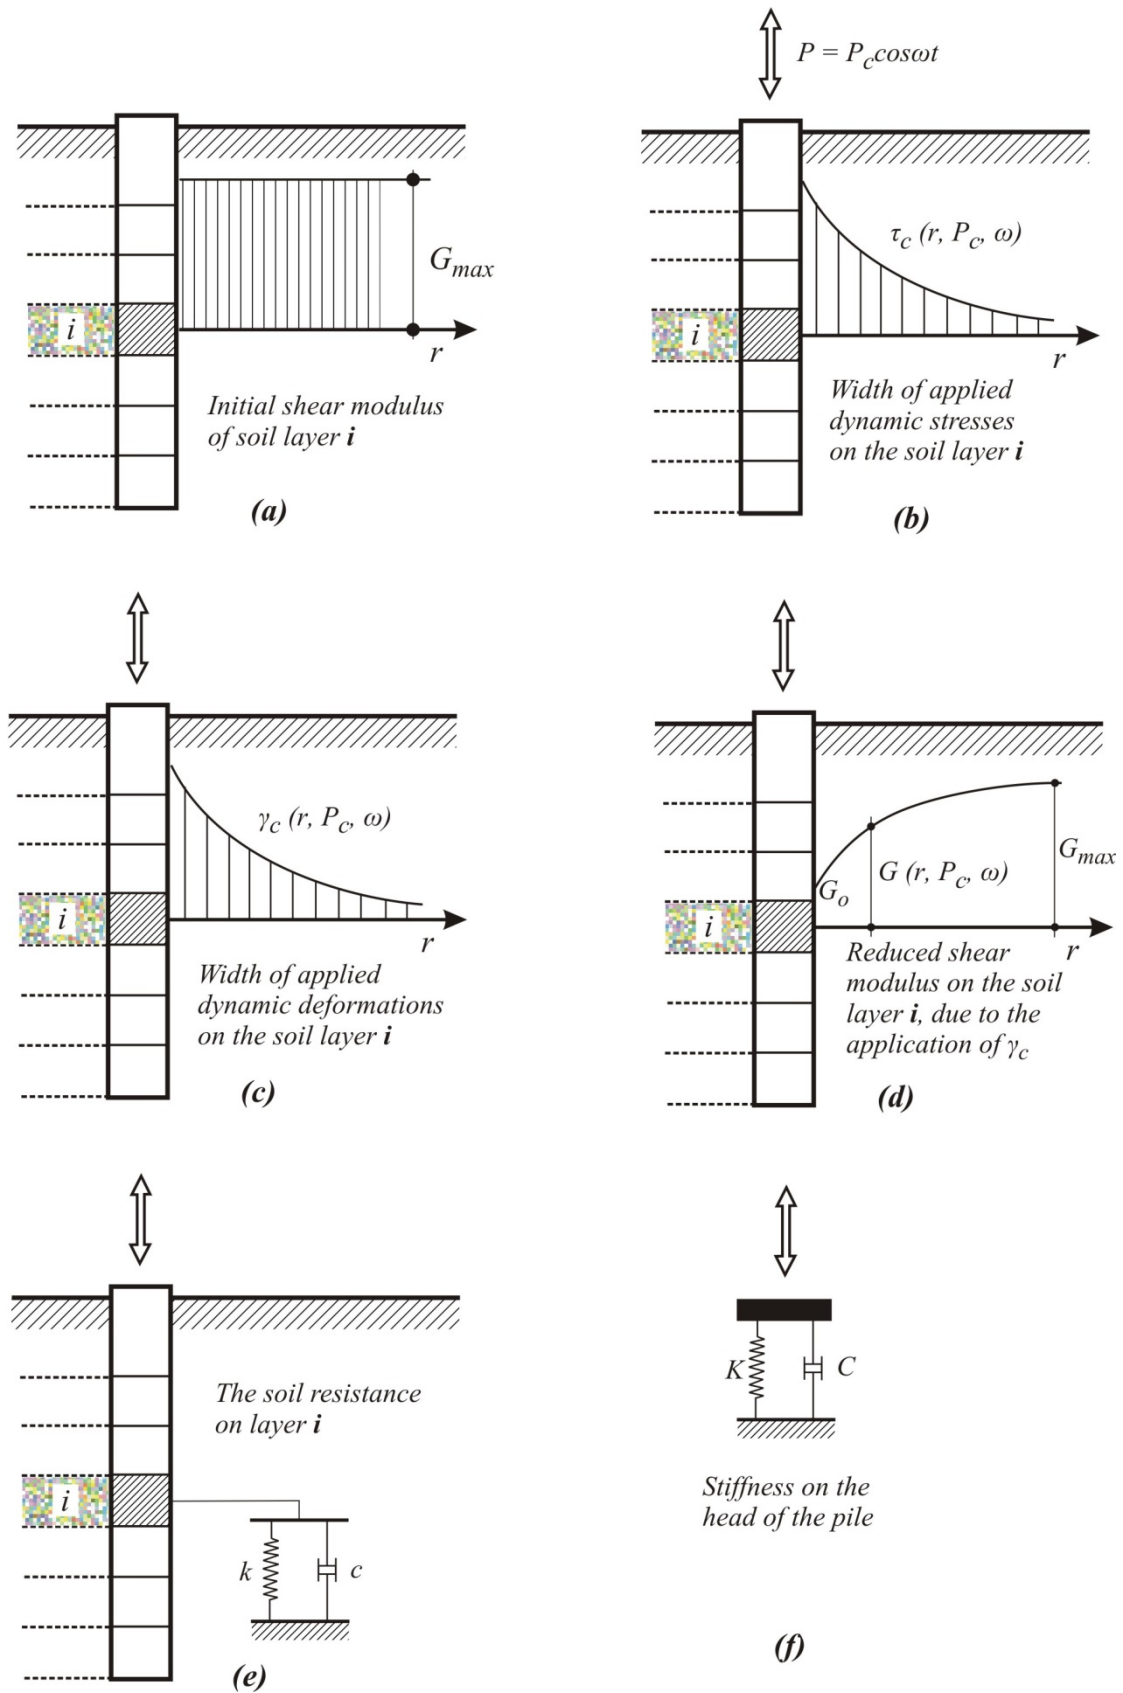 P = P_c cosωt
G_max
i
r
Initial shear modulus
of soil layer i
(a)
τ_c (r, P_c, ω)
i
r
Width of applied
dynamic stresses
on the soil layer i
(b)
γ_c (r, P_c, ω)
i
r
Width of applied
dynamic deformations
on the soil layer i
(c)
G_o
G (r, P_c, ω)
G_max
i
r
Reduced shear
modulus on the soil
layer i, due to the
application of γ_c
(d)
The soil resistance
on layer i
i
k
c
(e)
K
C
Stiffness on the
head of the pile
(f)